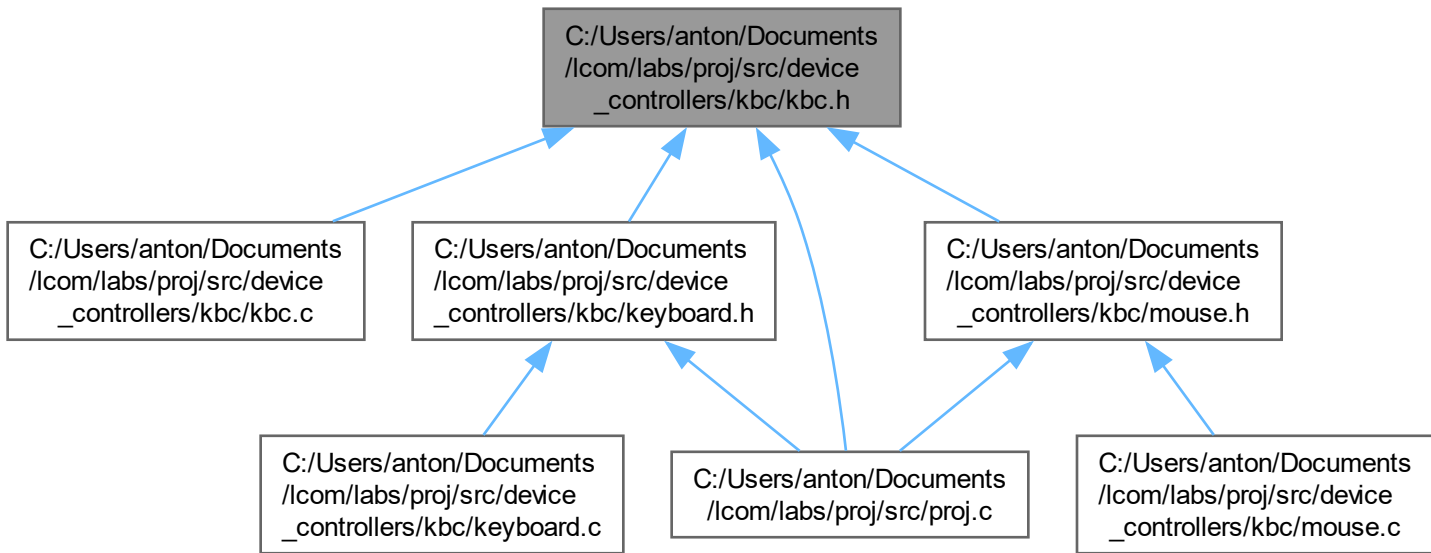 C:/Users/anton/Documents
/lcom/labs/proj/src/device
_controllers/kbc/kbc.h
C:/Users/anton/Documents
/lcom/labs/proj/src/device
_controllers/kbc/kbc.c
C:/Users/anton/Documents
/lcom/labs/proj/src/device
_controllers/kbc/keyboard.h
C:/Users/anton/Documents
/lcom/labs/proj/src/device
_controllers/kbc/mouse.h
C:/Users/anton/Documents
/lcom/labs/proj/src/device
_controllers/kbc/keyboard.c
C:/Users/anton/Documents
/lcom/labs/proj/src/proj.c
C:/Users/anton/Documents
/lcom/labs/proj/src/device
_controllers/kbc/mouse.c